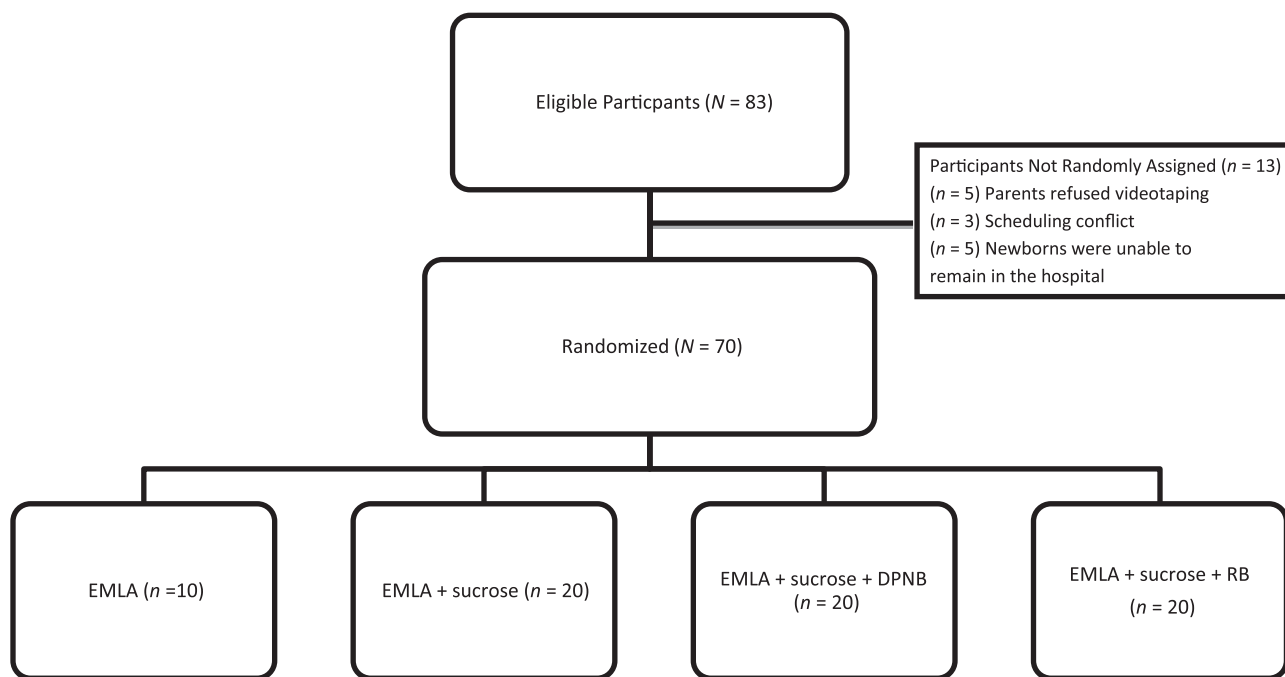 Eligible Particpants (N = 83)
Participants Not Randomly Assigned (n = 13)
(n = 5) Parents refused videotaping
(n = 3) Scheduling conflict
(n = 5) Newborns were unable to
remain in the hospital
Randomized (N = 70)
EMLA (n =10)
EMLA + sucrose (n = 20)
EMLA + sucrose + DPNB
(n = 20)
EMLA + sucrose + RB
(n = 20)